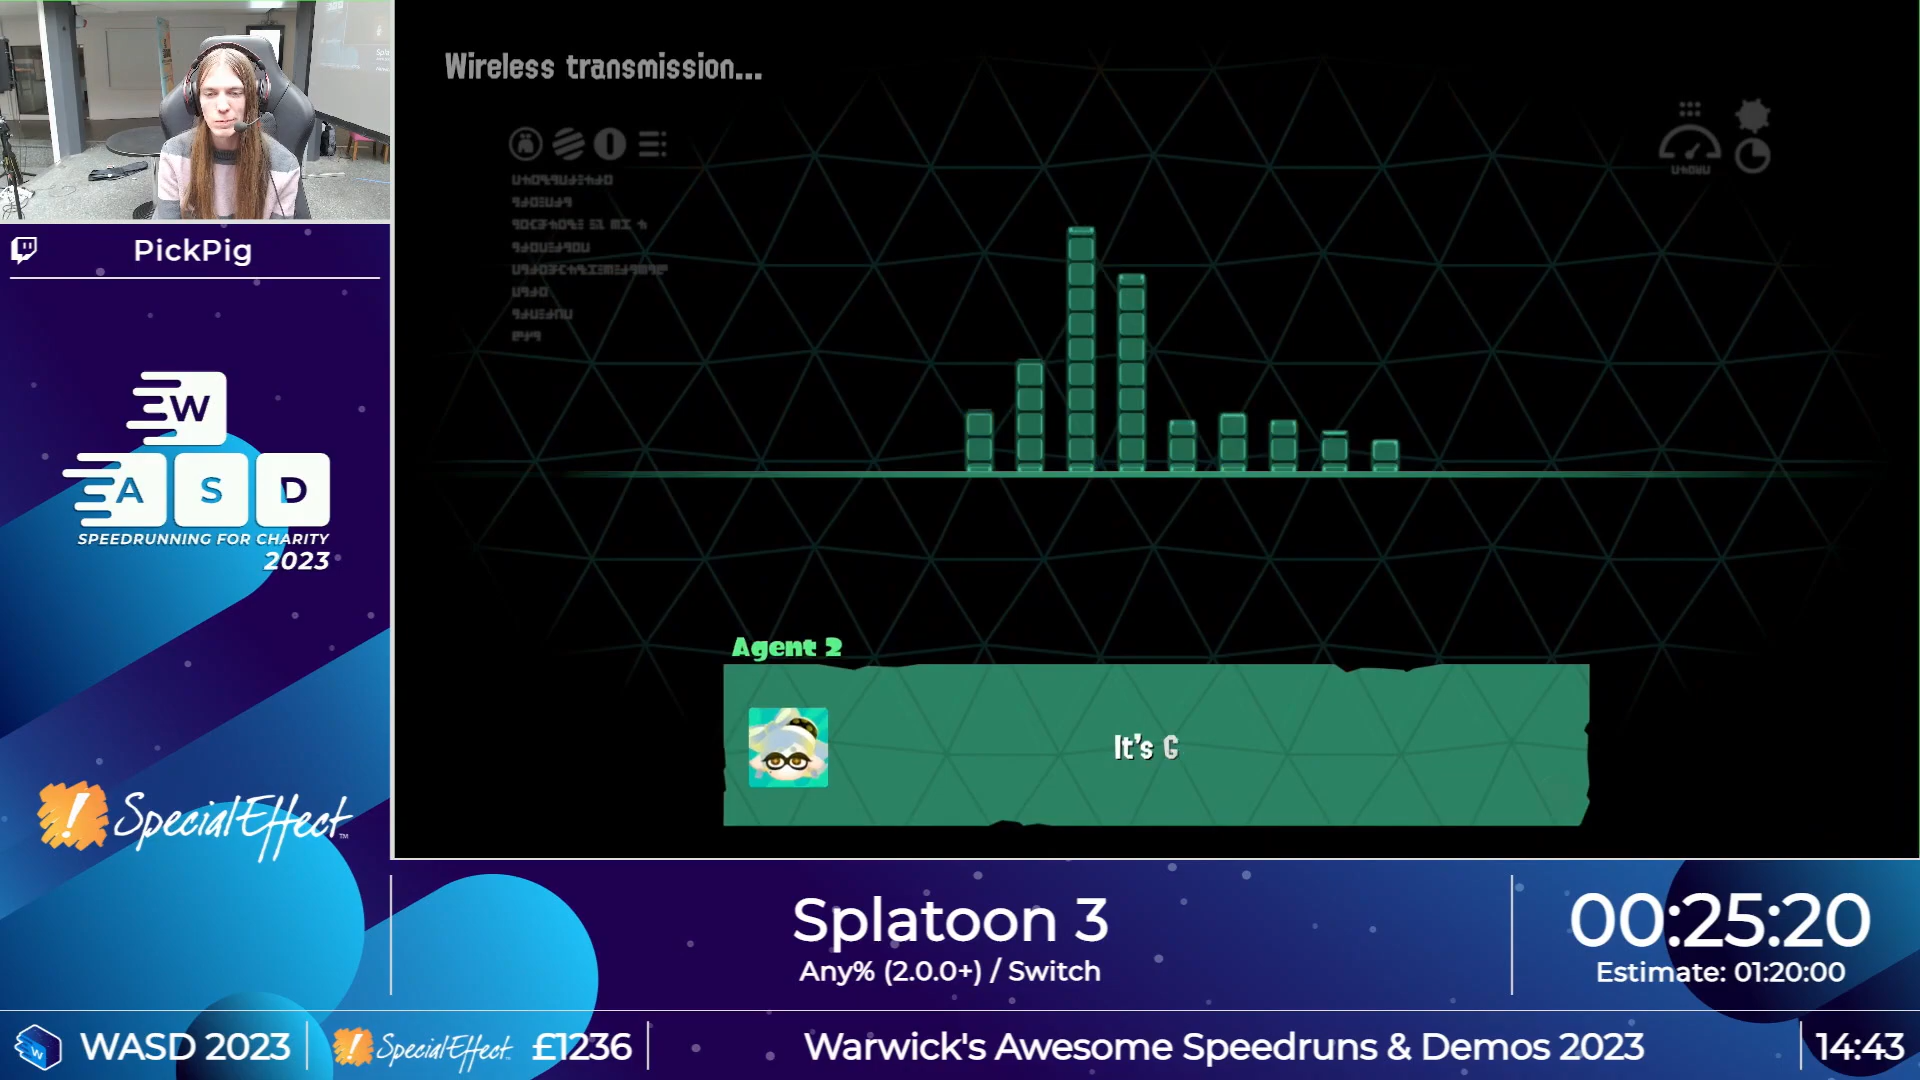 Wireless transmission...
PickPig
W
A S D
SPEEDRUNNING FOR CHARITY
2023
SpecialEffect™
Agent 2
It's G
Splatoon 3
Any% (2.0.0+) / Switch
00:25:20
Estimate: 01:20:00
WASD 2023
SpecialEffect £1236
Warwick's Awesome Speedruns & Demos 2023
14:43